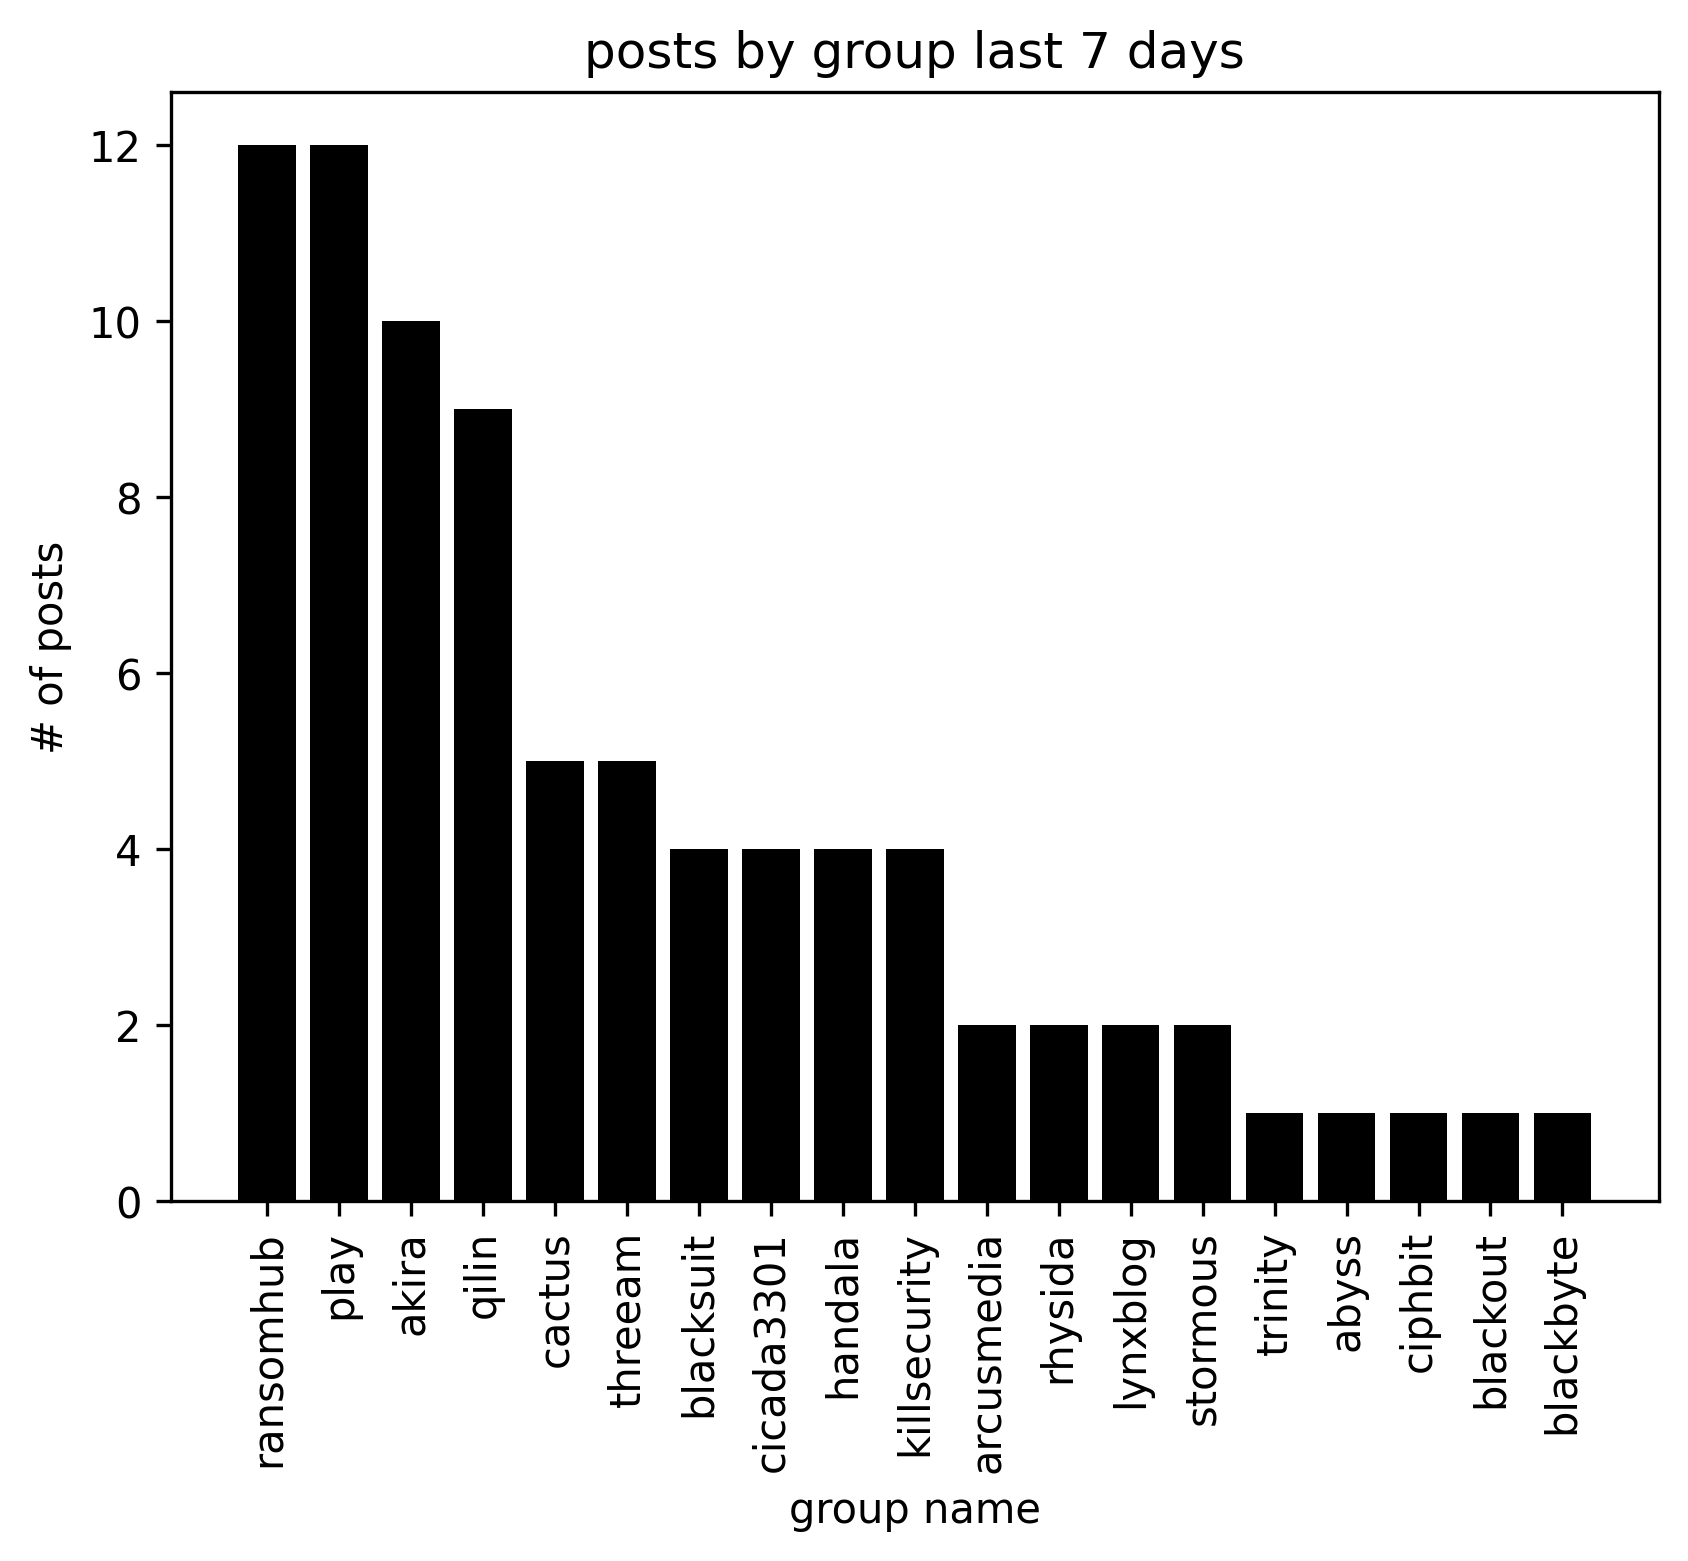 posts by group last 7 days
12
10
8
6
4
2
0
# of posts
ransomhub
play
akira
qilin
cactus
threeam
blacksuit
cicada3301
handala
killsecurity
arcusmedia
rhysida
lynxblog
stormous
trinity
abyss
ciphbit
blackout
blackbyte
group name